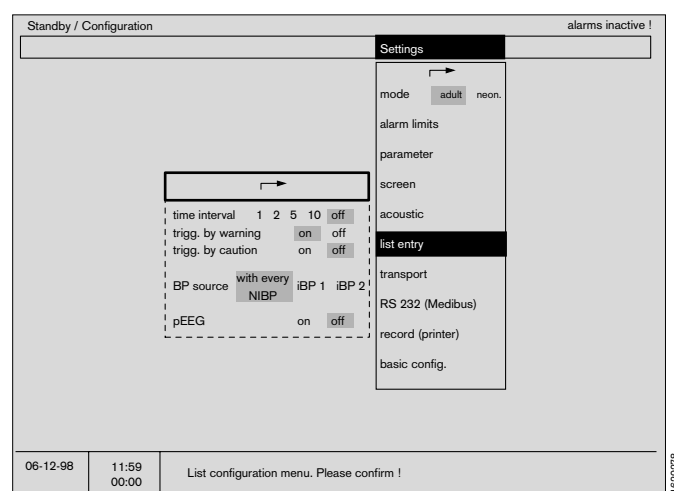 Standby / Configuration
alarms inactive !
Settings
mode adult neon.
alarm limits
parameter
screen
acoustic
list entry
transport
RS 232 (Medibus)
record (printer)
basic config.
time interval 1 2 5 10 off
trigg. by warning on off
trigg. by caution on off
BP source with every NIBP iBP 1 iBP 2
pEEG on off
06-12-98
11:59
00:00
List configuration menu. Please confirm !